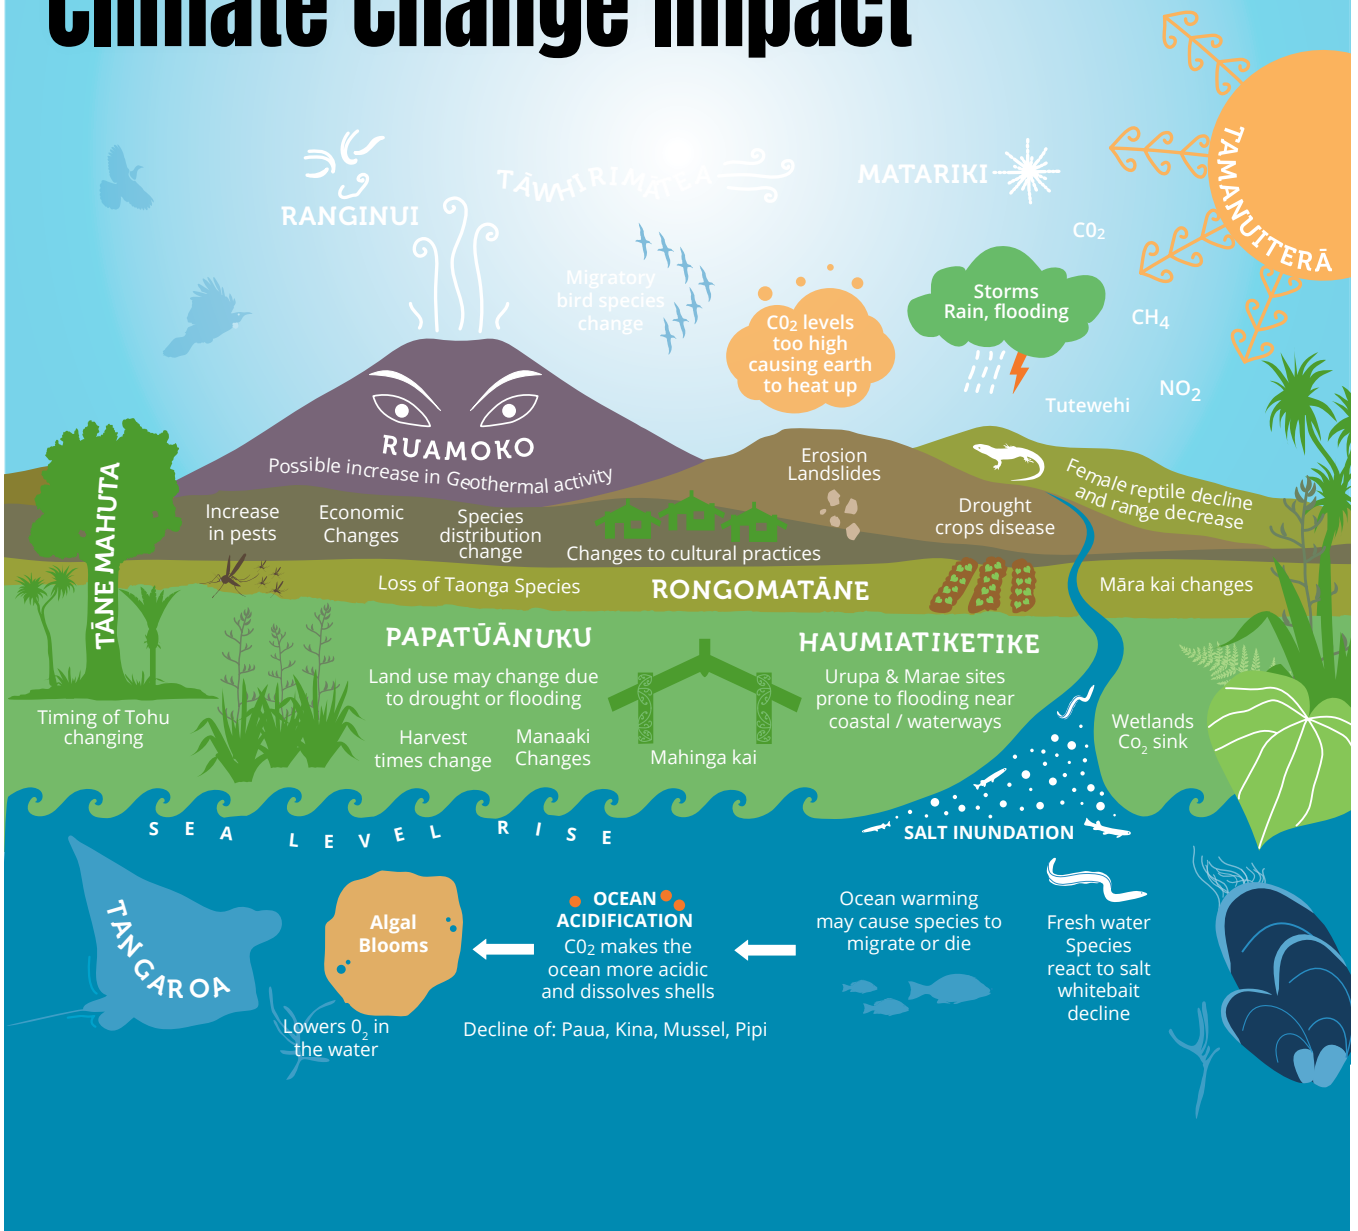 Climate Change Impact
TAMANUITERĀ
RANGINUI
TĀWHIRIMĀTEA
MATARIKI
C0₂
Migratory
bird species
change
C0₂ levels
too high
causing earth
to heat up
Storms
Rain, flooding
CH₄
NO₂
Tutewehi
RUAMOKO
Possible increase in Geothermal activity
Erosion
Landslides
Female reptile decline
and range decrease
TĀNE MAHUTA
Increase
in pests
Economic
Changes
Species
distribution
change
Changes to cultural practices
Drought
crops disease
Loss of Taonga Species
RONGOMATĀNE
Māra kai changes
PAPATŪĀNUKU
HAUMIATIKETIKE
Land use may change due
to drought or flooding
Urupa & Marae sites
prone to flooding near
coastal / waterways
Timing of Tohu
changing
Harvest
times change
Manaaki
Changes
Mahinga kai
Wetlands
Co₂ sink
SEA LEVEL RISE
SALT INUNDATION
TANGAROA
Algal
Blooms
OCEAN
ACIDIFICATION
C0₂ makes the
ocean more acidic
and dissolves shells
Ocean warming
may cause species to
migrate or die
Fresh water
Species
react to salt
whitebait
decline
Lowers 0₂ in
the water
Decline of: Paua, Kina, Mussel, Pipi